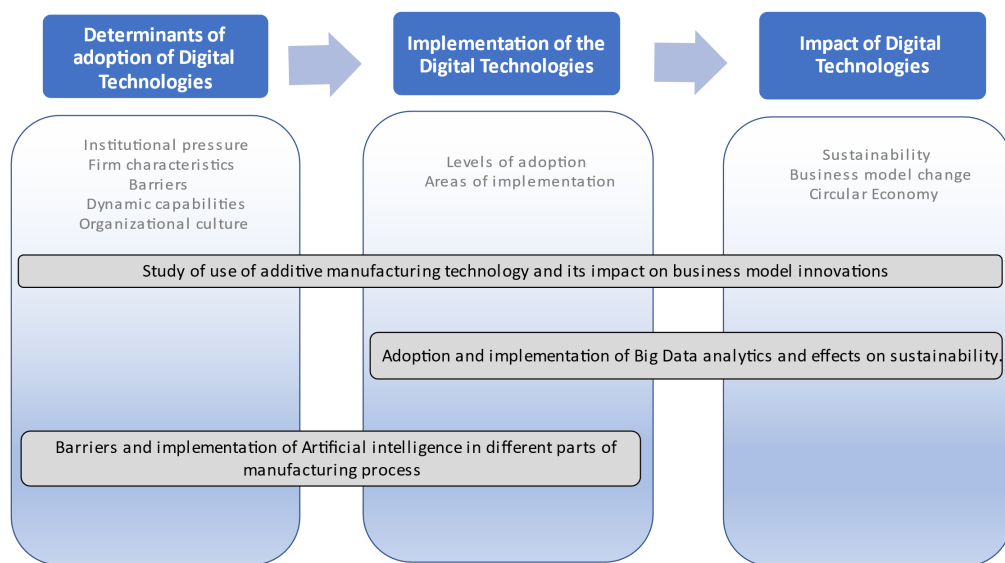 Determinants of
adoption of Digital
Technologies
Implementation of the
Digital Technologies
Impact of Digital
Technologies
Institutional pressure
Firm characteristics
Barriers
Dynamic capabilities
Organizational culture
Levels of adoption
Areas of implementation
Sustainability
Business model change
Circular Economy
Study of use of additive manufacturing technology and its impact on business model innovations
Adoption and implementation of Big Data analytics and effects on sustainability.
Barriers and implementation of Artificial intelligence in different parts of
manufacturing process